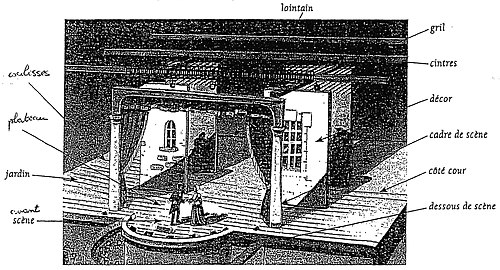 lointain
gril
cintres
coulisses
décor
plateau
cadre de scène
jardin
côté cour
avant
scène
dessous de scène